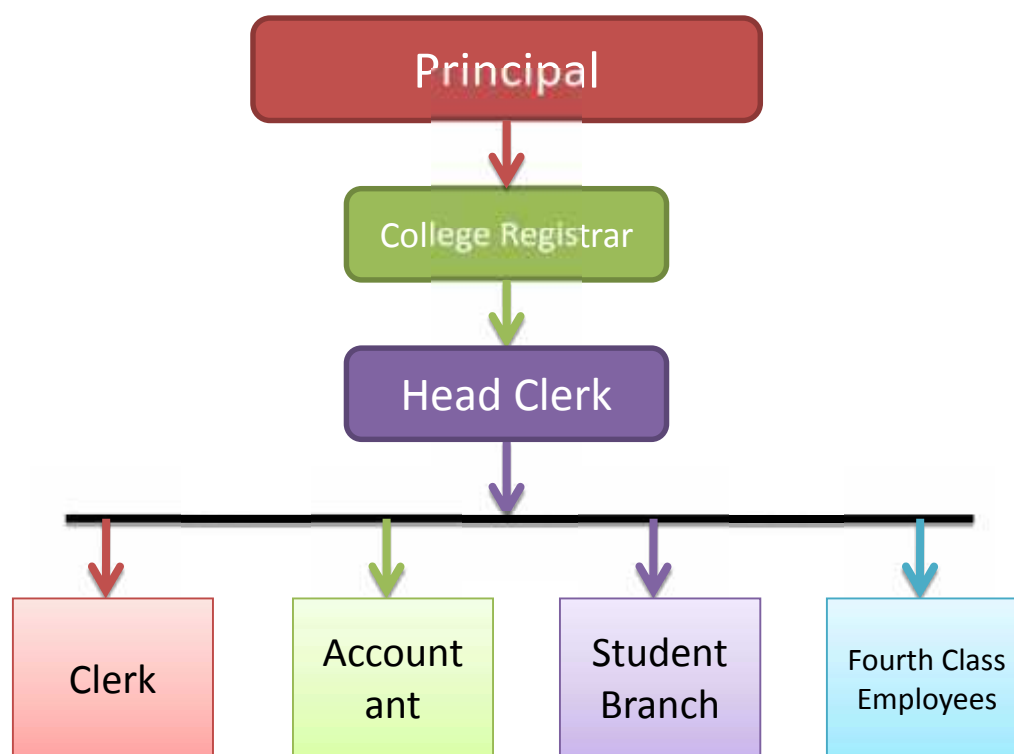 Principal
College Registrar
Head Clerk
Clerk
Account
ant
Student
Branch
Fourth Class
Employees